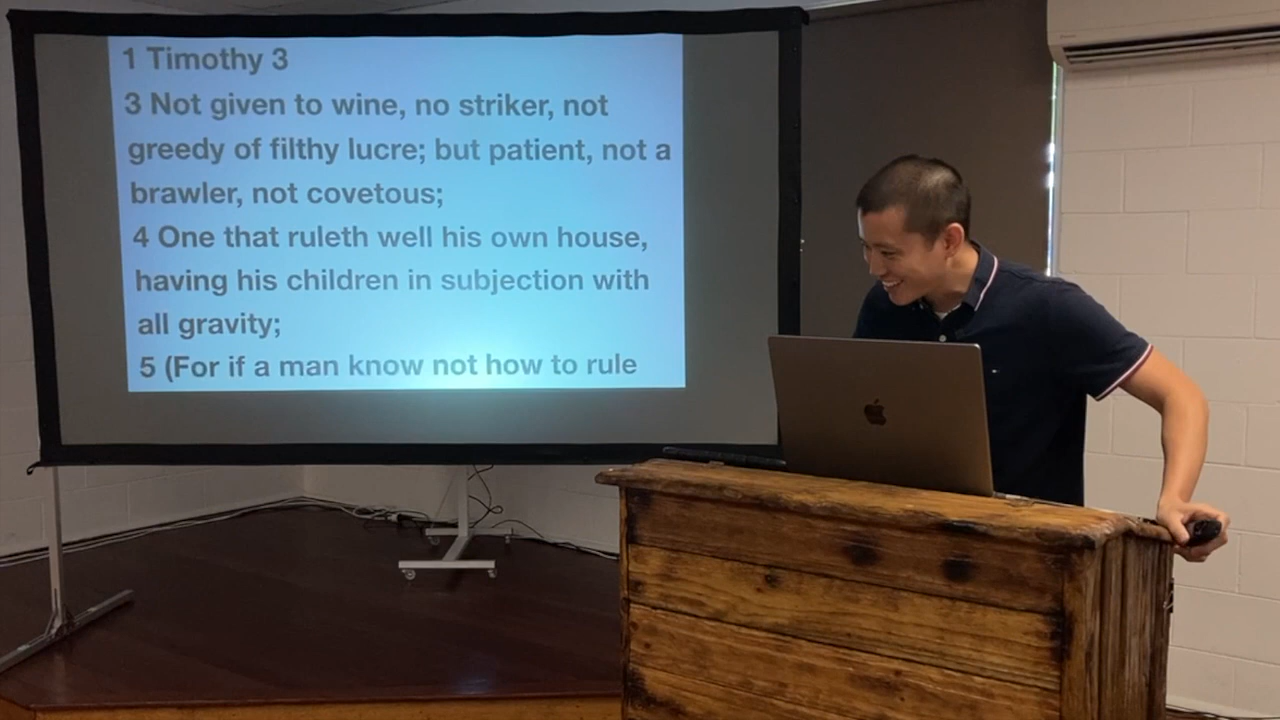 1 Timothy 3
3 Not given to wine, no striker, not
greedy of filthy lucre; but patient, not a
brawler, not covetous;
4 One that ruleth well his own house,
having his children in subjection with
all gravity;
5 (For if a man know not how to rule